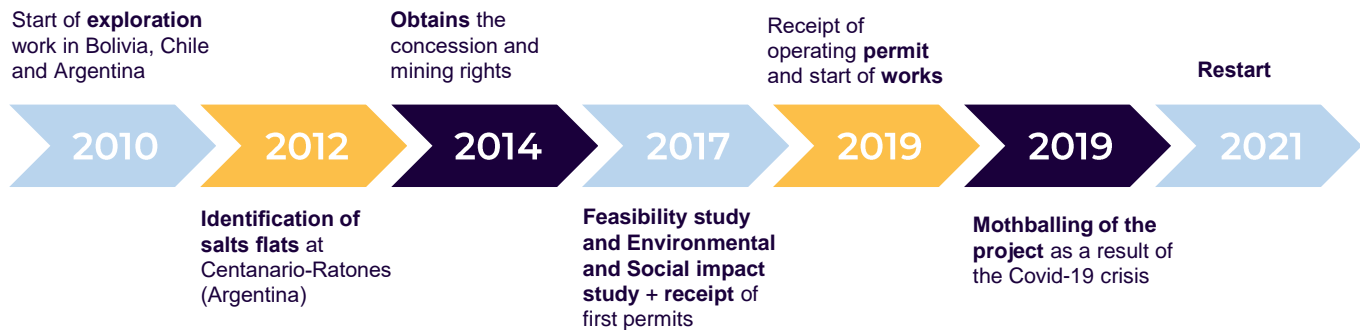 Start of exploration
work in Bolivia, Chile
and Argentina
Obtains the
concession and
mining rights
Receipt of
operating permit
and start of works
Restart
2010
2012
2014
2017
2019
2019
2021
Identification of
salts flats at
Centanario-Ratones
(Argentina)
Feasibility study
and Environmental
and Social impact
study + receipt of
first permits
Mothballing of the
project as a result of
the Covid-19 crisis